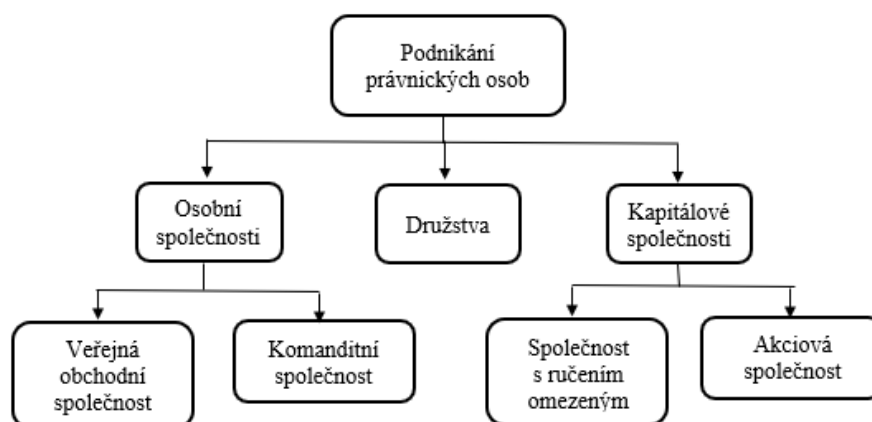 Podnikání
právnických osob
Osobní
společnosti
Družstva
Kapitálové
společnosti
Veřejná
obchodní
společnost
Komanditní
společnost
Společnost
s ručením
omezeným
Akciová
společnost